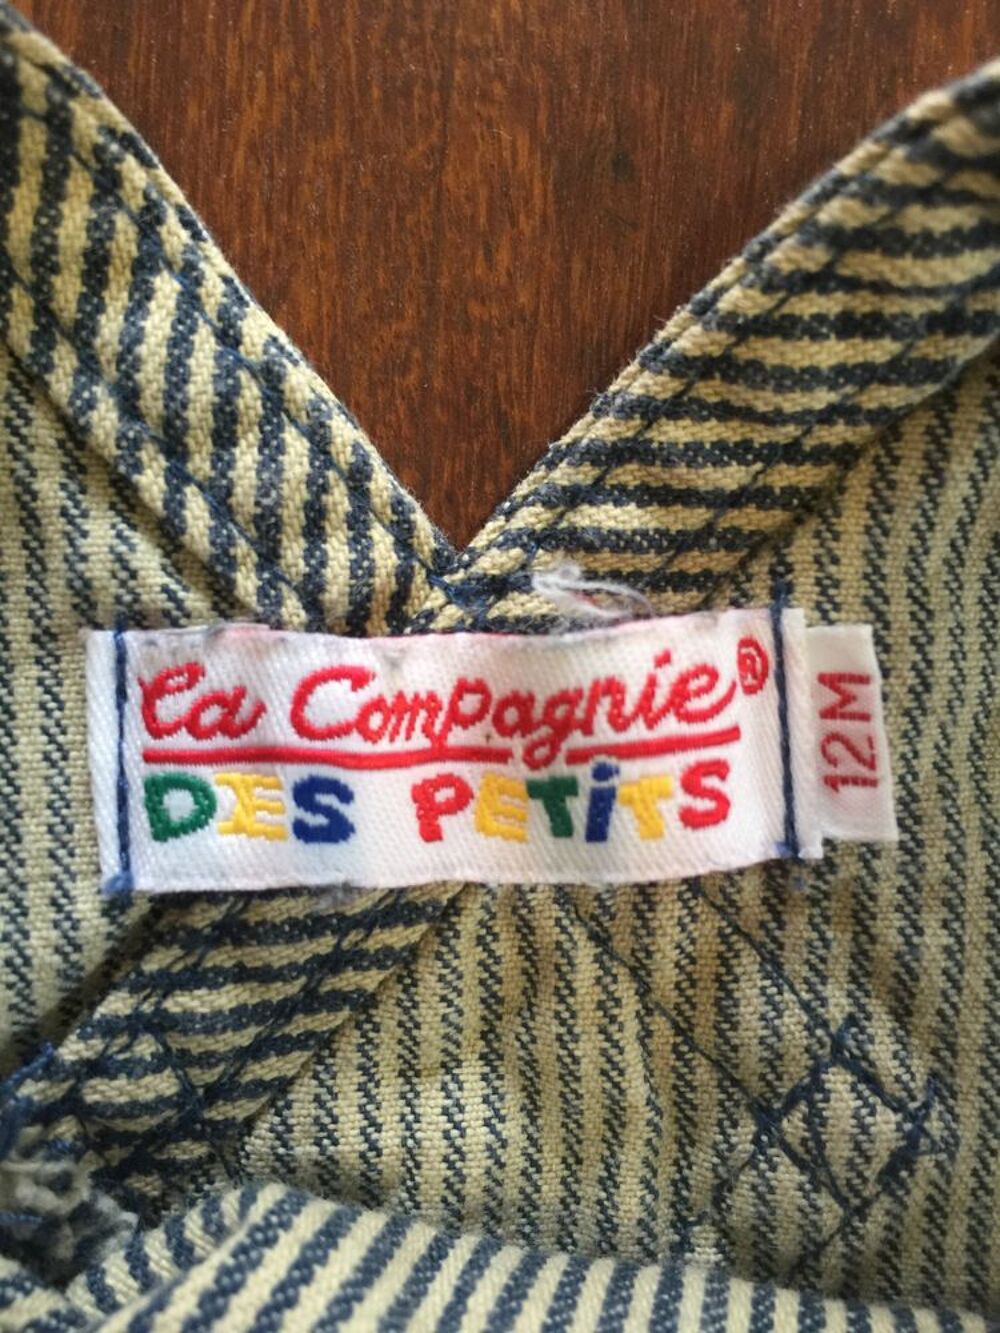 La Compagnie®
DES PETITS
12M